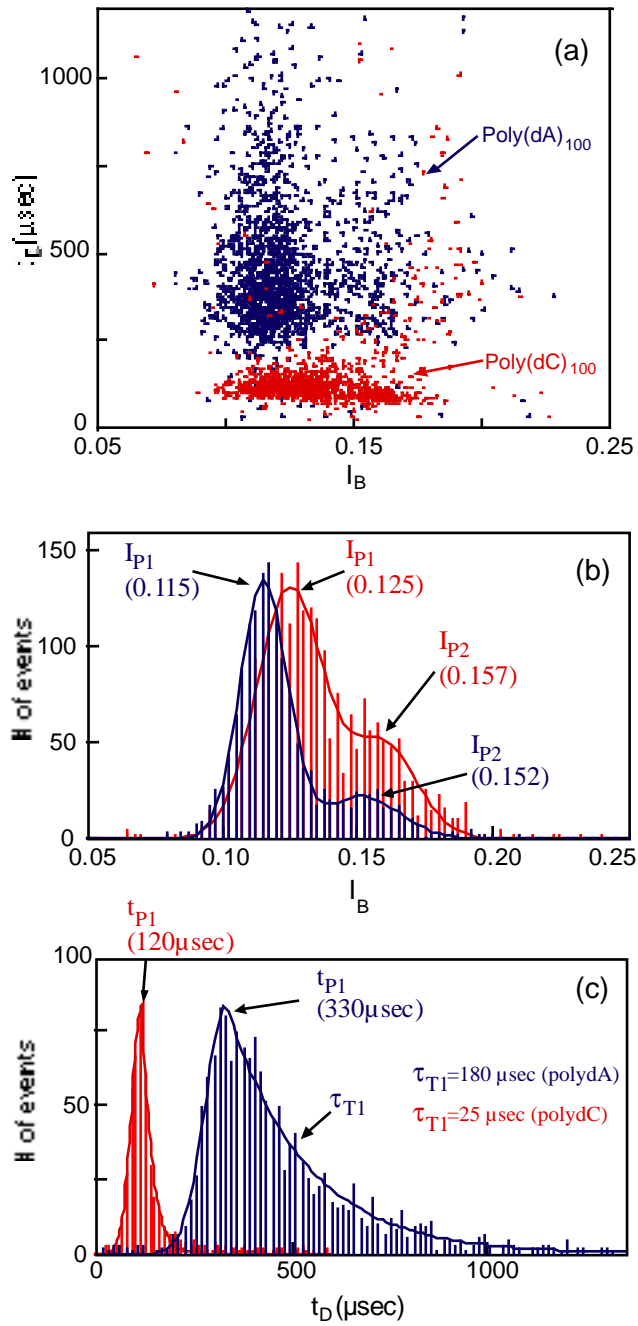 (a)
1000
Poly(dA)100
[µsec]
500
Poly(dC)100
0
0.05
0.15
0.25
IB
150
(b)
IP1
(0.115)
IP1
(0.125)
100
IP2
(0.157)
# of events
50
IP2
(0.152)
0
0.05
0.10
0.15
0.20
0.25
IB
tP1
(120µsec)
100
(c)
tP1
(330µsec)
# of events
τT1=180 µsec (polydA)
τT1
τT1=25 µsec (polydC)
50
0
0
500
1000
tD (µsec)